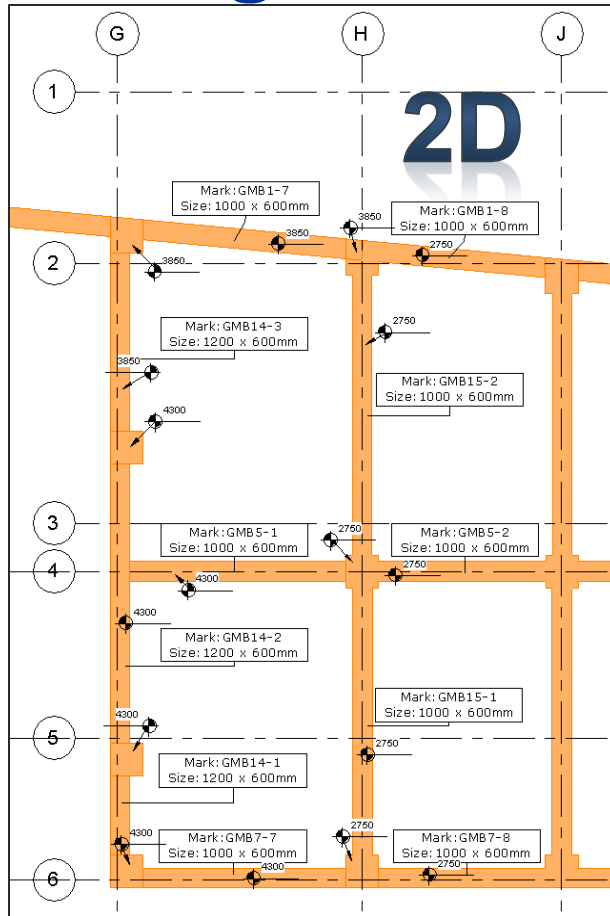 G
H
J
1
2D
Mark:GMB1-7
Size:1000 x 600mm
3850
Mark:GMB1-8
Size:1000 x 600mm
3850
2750
2
3850
Mark:GMB14-3
Size:1200 x 600mm
2750
3850
Mark:GMB15-2
Size:1000 x 600mm
4300
3
Mark:GMB5-1
Size:1000 x 600mm
2750
Mark:GMB5-2
Size:1000 x 600mm
4
4300
2750
4300
Mark:GMB14-2
Size:1200 x 600mm
4300
Mark:GMB15-1
Size:1000 x 600mm
5
2750
Mark:GMB14-1
Size:1200 x 600mm
4300
Mark:GMB7-7
Size:1000 x 600mm
2750
Mark:GMB7-8
Size:1000 x 600mm
6
4300
2750